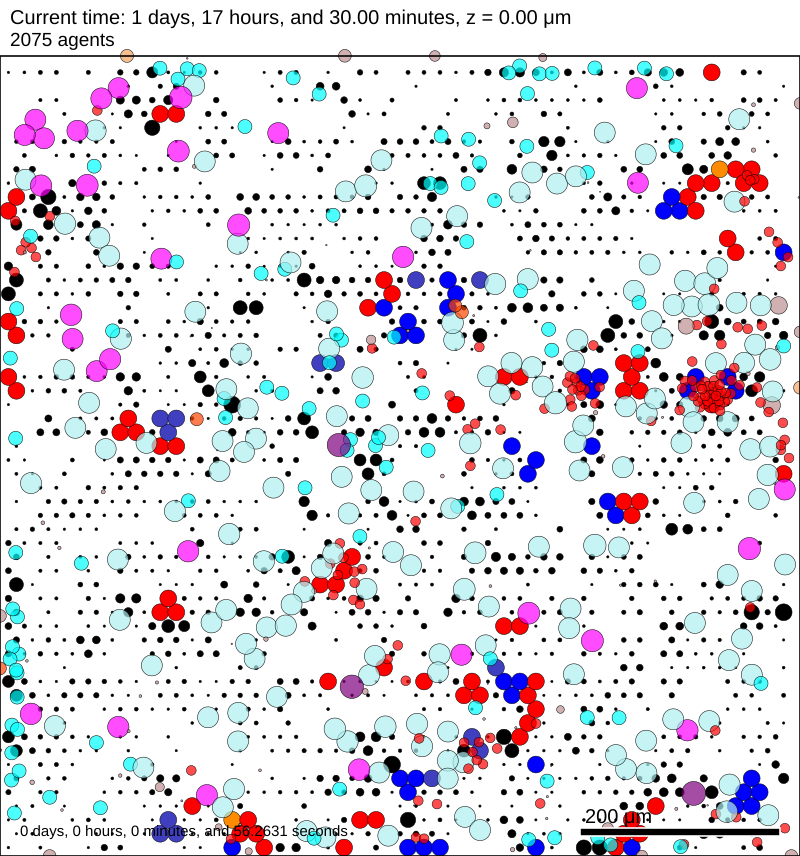 Current time: 1 days, 17 hours, and 30.00 minutes, z = 0.00 μm
2075 agents
200 μm
0 days, 0 hours, 0 minutes, and 56.2631 seconds